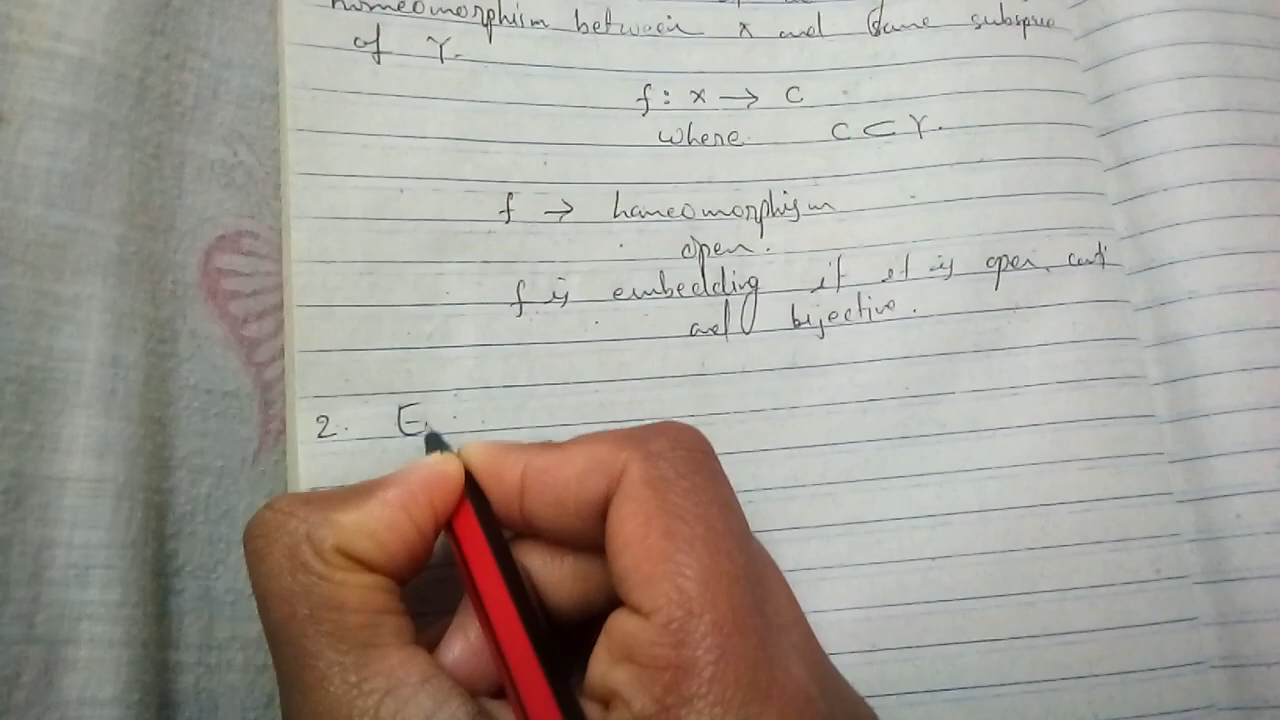 homeomorphism between x and some subspace
of Y.
f : x → C
where C ⊂ Y.
f → homeomorphism
open.
f is embedding if it is open, cont
and bijective.
2. E